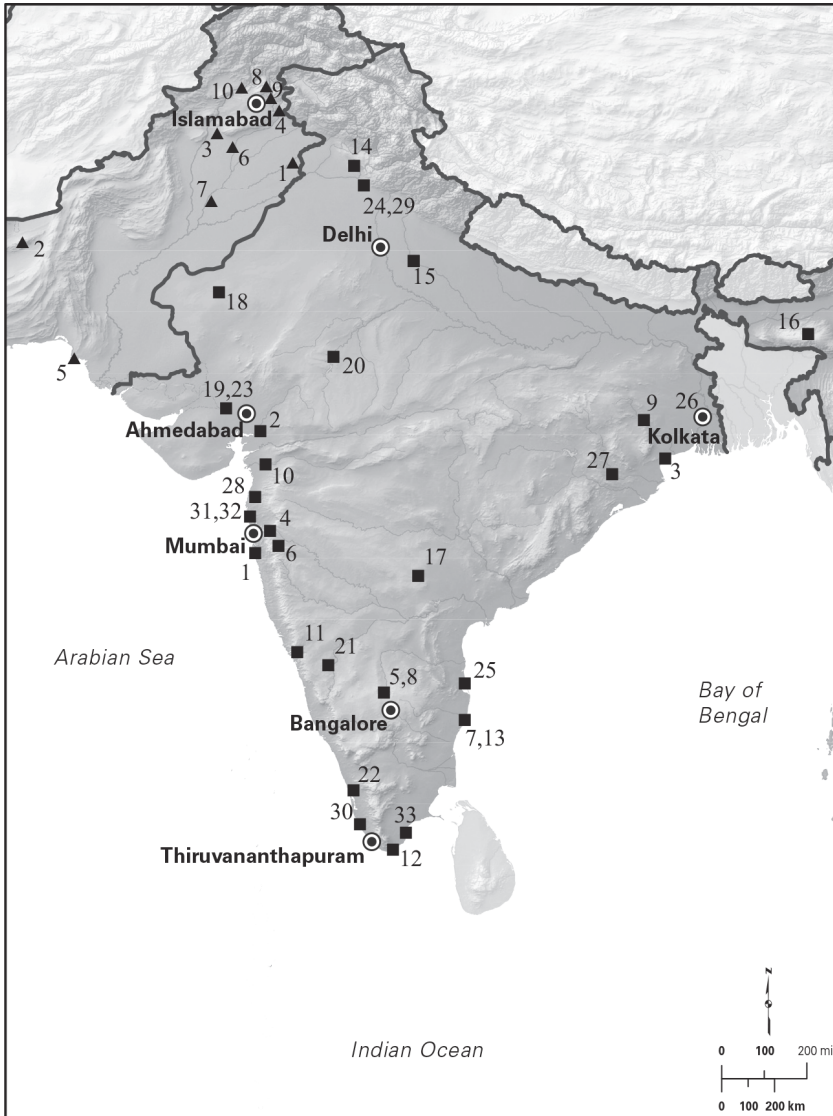 8
10
9
Islamabad
4
3
6
1
14
7
24,29
Delhi
2
15
18
16
20
5
19,23
9
26
Ahmedabad
2
Kolkata
10
27
3
28
31,32
4
Mumbai
6
1
17
11
21
Arabian Sea
5,8
25
Bay of
Bengal
Bangalore
7,13
22
30
33
Thiruvananthapuram
12
N
Indian Ocean
0 100 200 mi
0 100 200 km